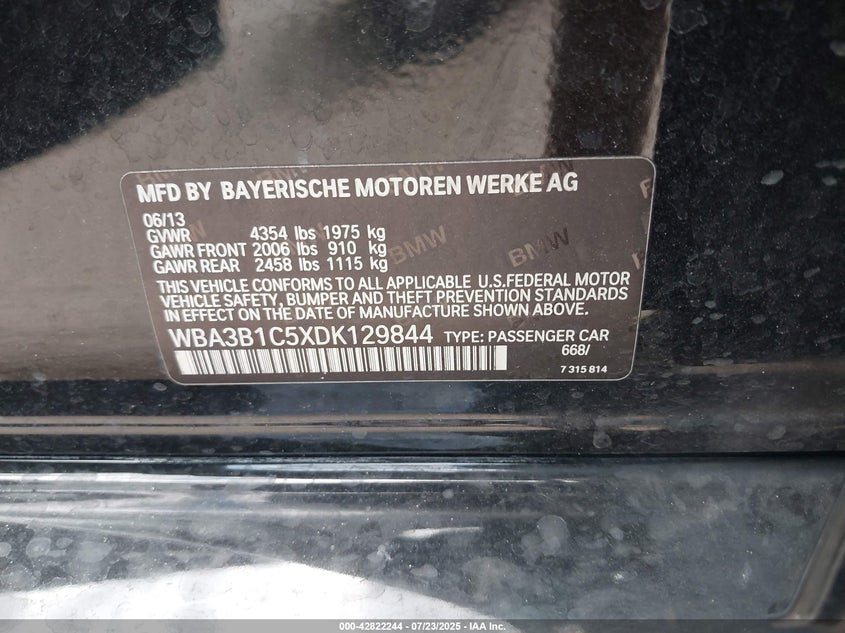 MFD BY BAYERISCHE MOTOREN WERKE AG
06/13
GVWR 4354 lbs 1975 kg
GAWR FRONT 2006 lbs 910 kg
GAWR REAR 2458 lbs 1115 kg
THIS VEHICLE CONFORMS TO ALL APPLICABLE U.S.FEDERAL MOTOR
VEHICLE SAFETY, BUMPER AND THEFT PREVENTION STANDARDS
IN EFFECT ON THE DATE OF MANUFACTURE SHOWN ABOVE.
WBA3B1C5XDK129844 TYPE: PASSENGER CAR
668/
7 315 814
BMW
BMW
BMW
000-42822244 / 07/23/2025 - IAA Inc.